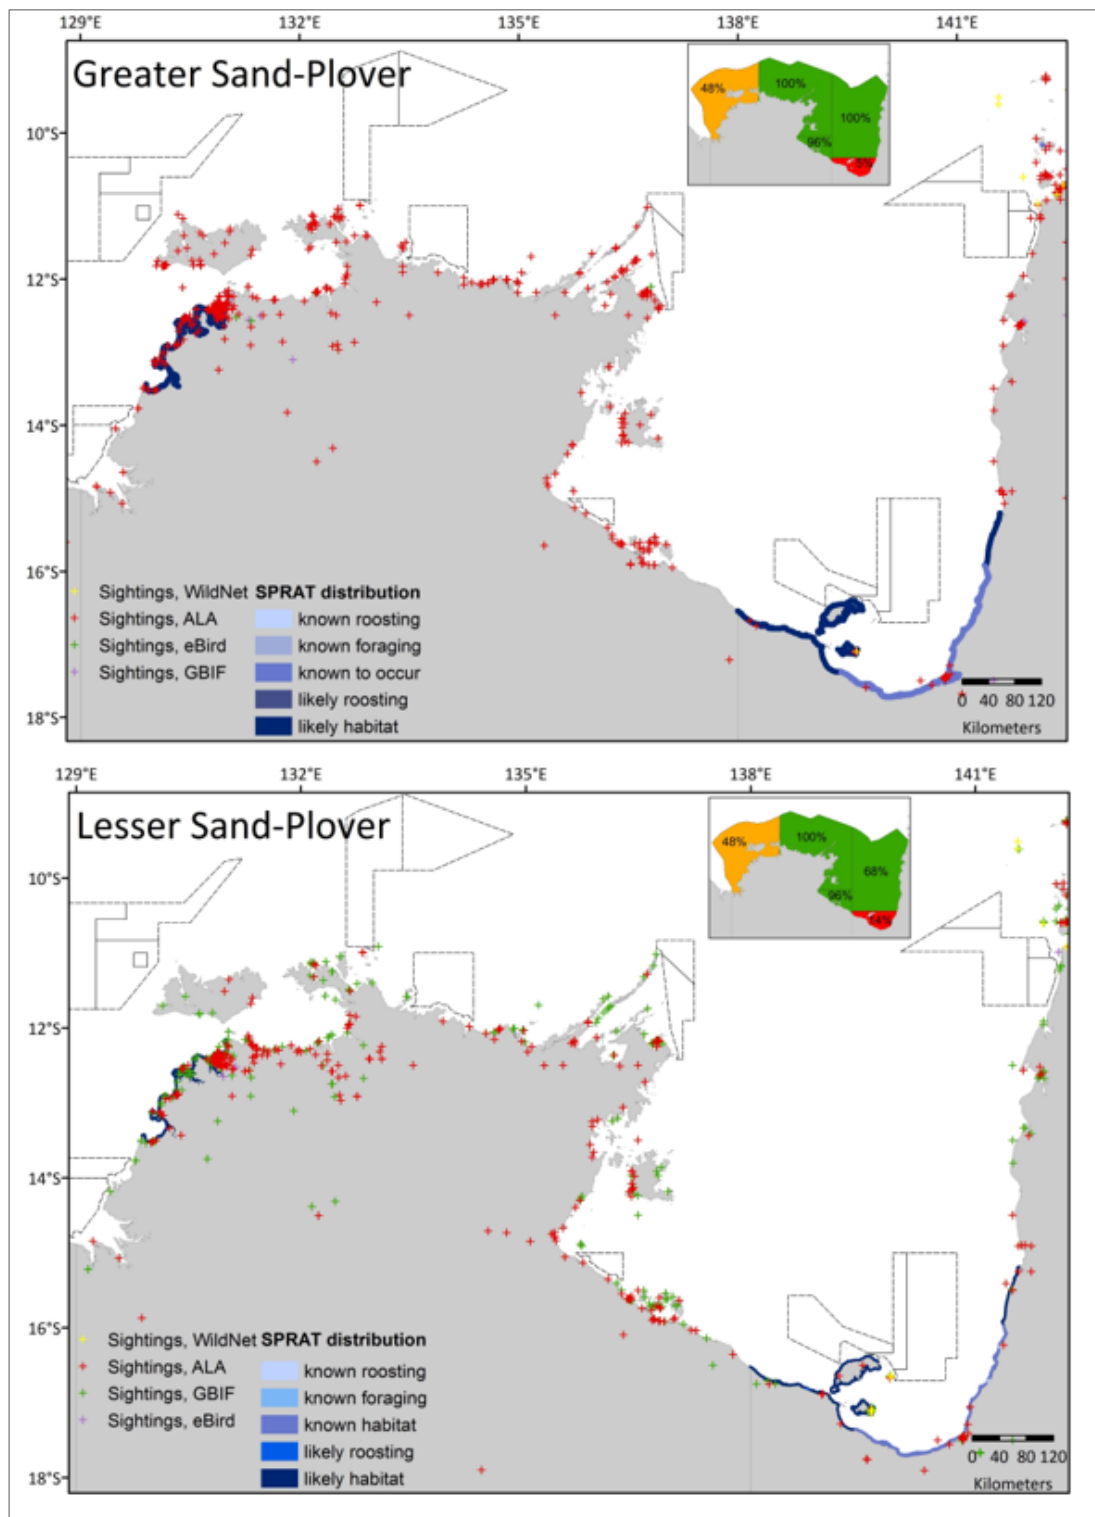 129°E 132°E 135°E 138°E 141°E
Greater Sand-Plover
48%
100%
100%
96%
5%
10°S
12°S
14°S
16°S
18°S
Sightings, WildNet
Sightings, ALA
Sightings, eBird
Sightings, GBIF
SPRAT distribution
known roosting
known foraging
known to occur
likely roosting
likely habitat
0 40 80 120
Kilometers
129°E 132°E 135°E 138°E 141°E
Lesser Sand-Plover
48%
100%
68%
96%
14%
10°S
12°S
14°S
16°S
18°S
Sightings, WildNet
Sightings, ALA
Sightings, GBIF
Sightings, eBird
SPRAT distribution
known roosting
known foraging
known habitat
likely roosting
likely habitat
0 40 80 120
Kilometers